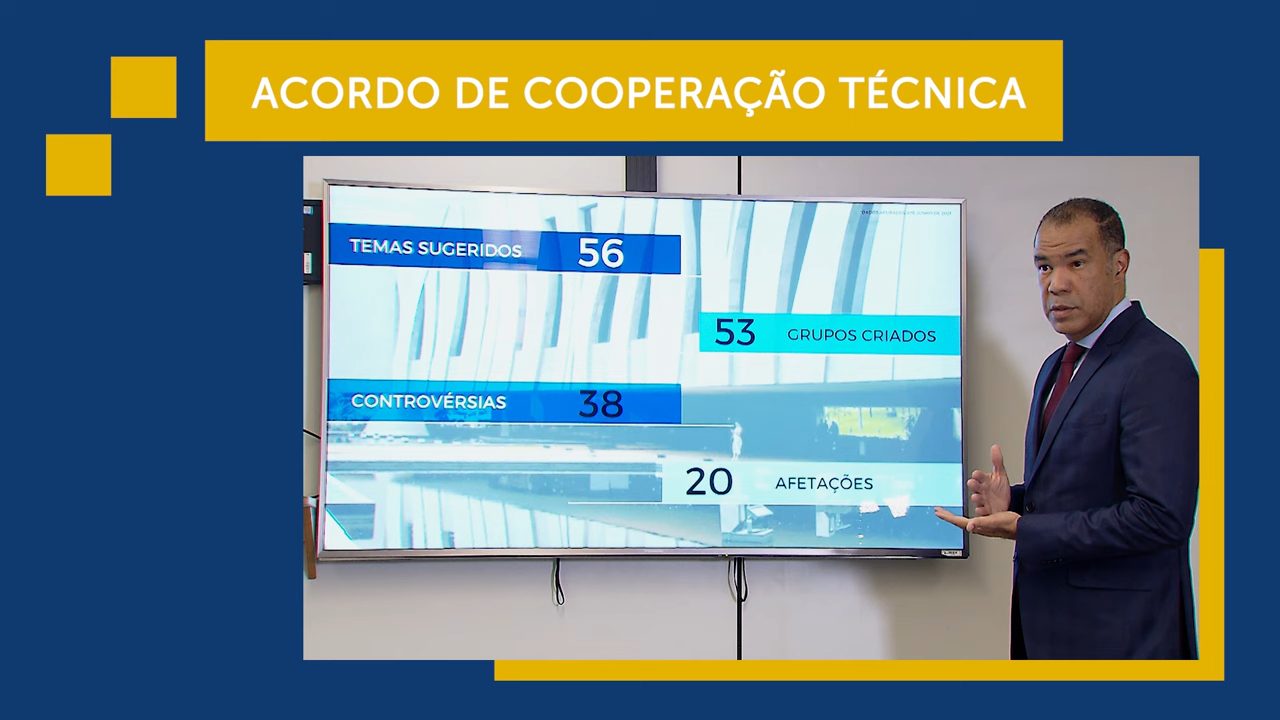 ACORDO DE COOPERAÇÃO TÉCNICA
TEMAS SUGERIDOS 56
53 GRUPOS CRIADOS
CONTROVÉRSIAS 38
20 AFETAÇÕES